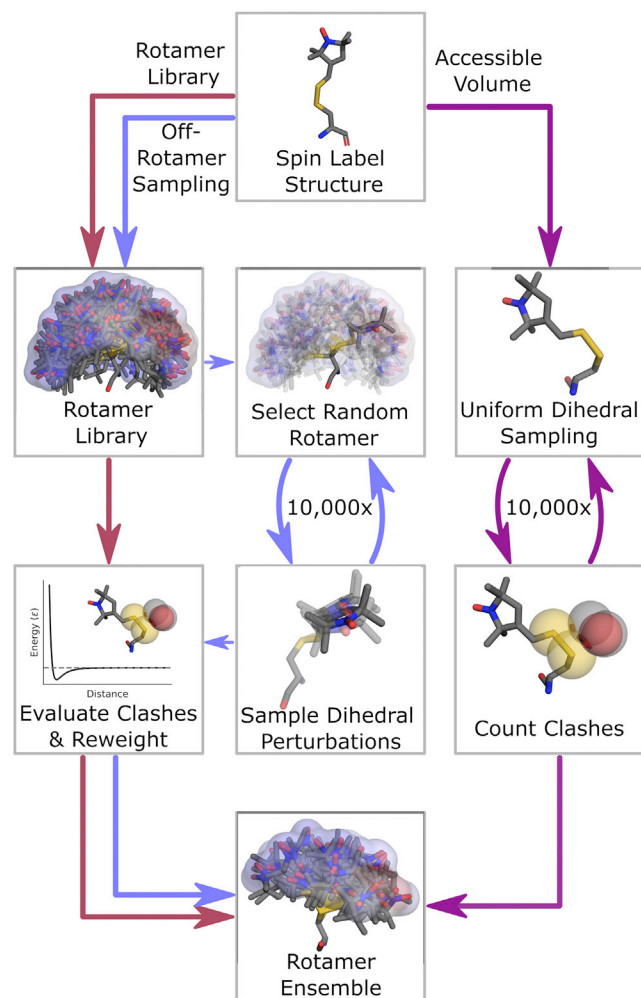 Rotamer
Library
Accessible
Volume
Off-
Rotamer
Sampling
Spin Label
Structure
Rotamer
Library
Select Random
Rotamer
Uniform Dihedral
Sampling
10,000x
10,000x
Energy (ε)
Distance
Evaluate Clashes
& Reweight
Sample Dihedral
Perturbations
Count Clashes
Rotamer
Ensemble